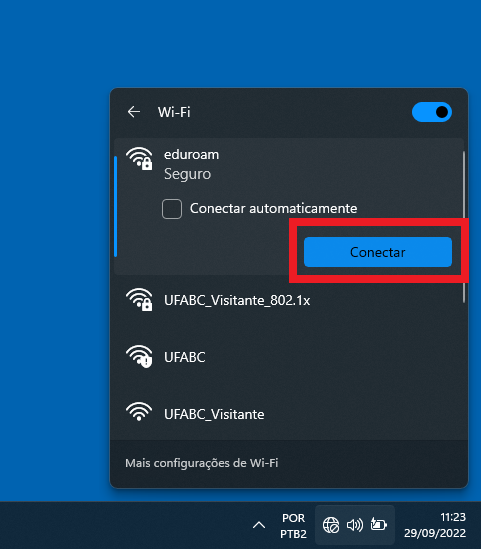 Wi-Fi
eduroam
Seguro
Conectar automaticamente
Conectar
UFABC_Visitante_802.1x
UFABC
UFABC_Visitante
Mais configurações de Wi-Fi
POR
PTB2
11:23
29/09/2022